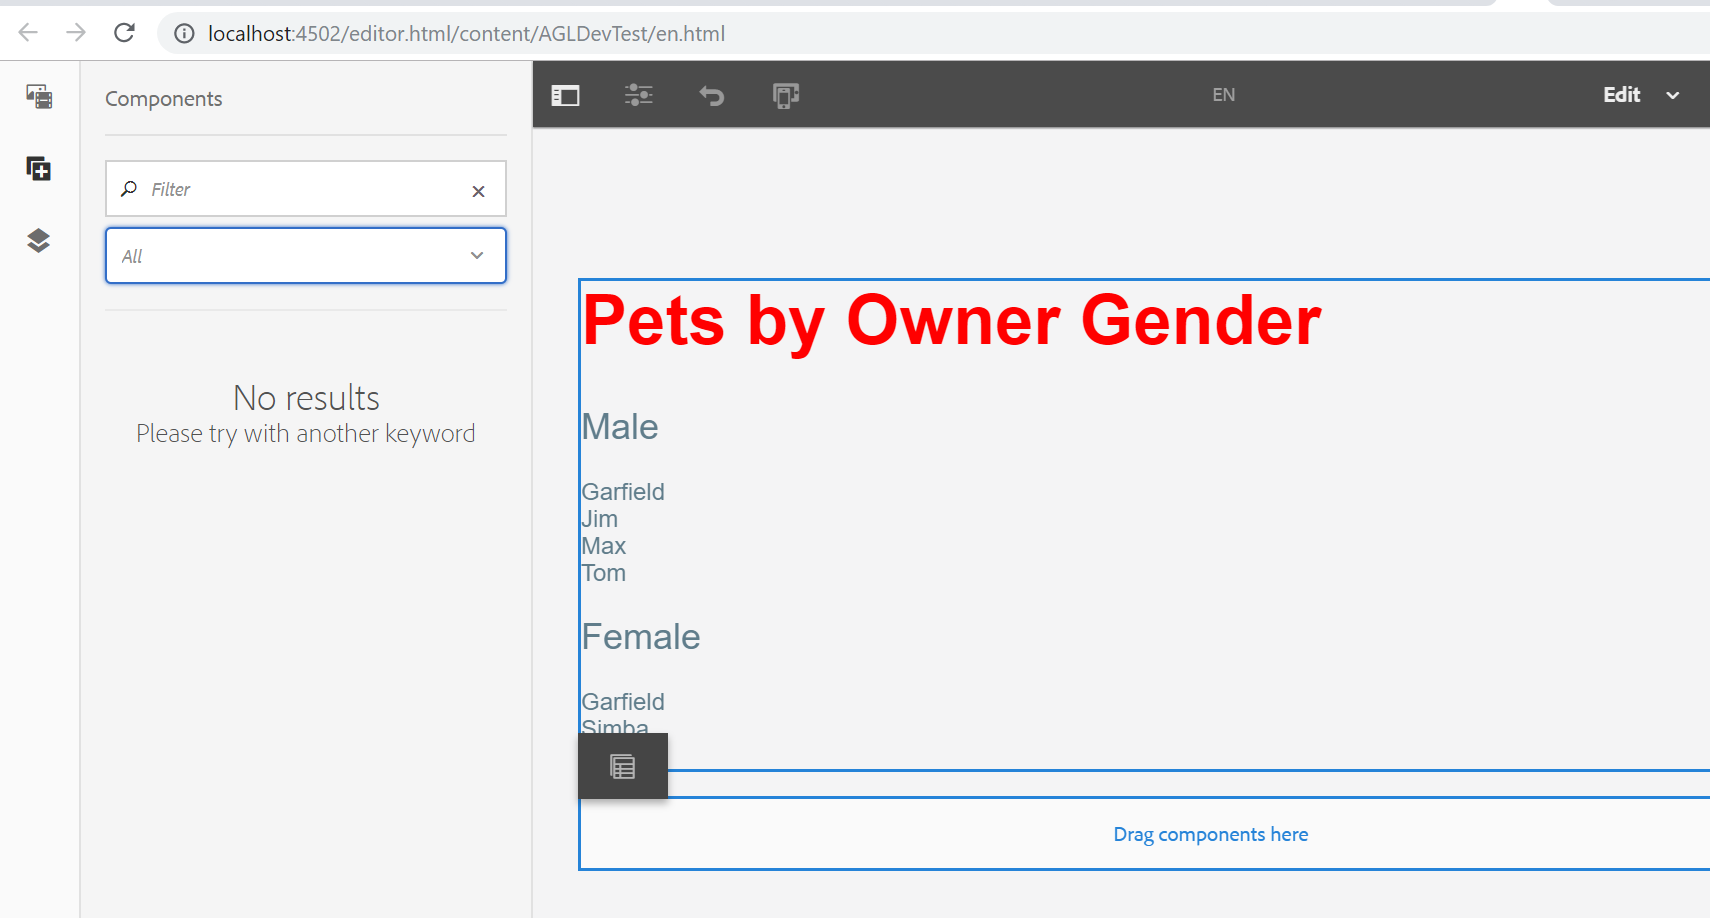 localhost:4502/editor.html/content/AGLDevTest/en.html
Components
EN
Edit
Filter
All
No results
Please try with another keyword
Pets by Owner Gender
Male
Garfield
Jim
Max
Tom
Female
Garfield
Simba
Drag components here